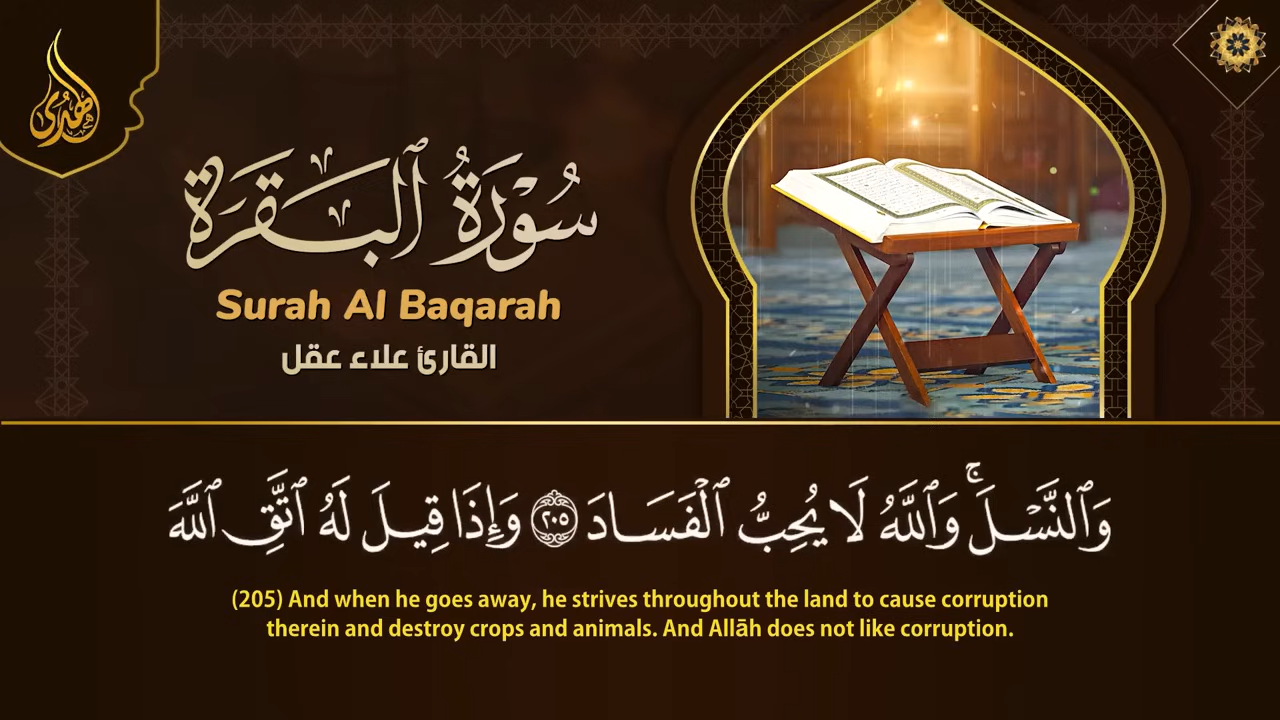 الهدى
سُورَةُ ٱلْبَقَرَة
Surah Al Baqarah
القارئ علاء عقل
وَٱلنَّسْلَۚ وَٱللَّهُ لَا يُحِبُّ ٱلْفَسَادَ ٢٠٥ وَإِذَا قِيلَ لَهُ ٱتَّقِ ٱللَّهَ
(205) And when he goes away, he strives throughout the land to cause corruption
therein and destroy crops and animals. And Allāh does not like corruption.